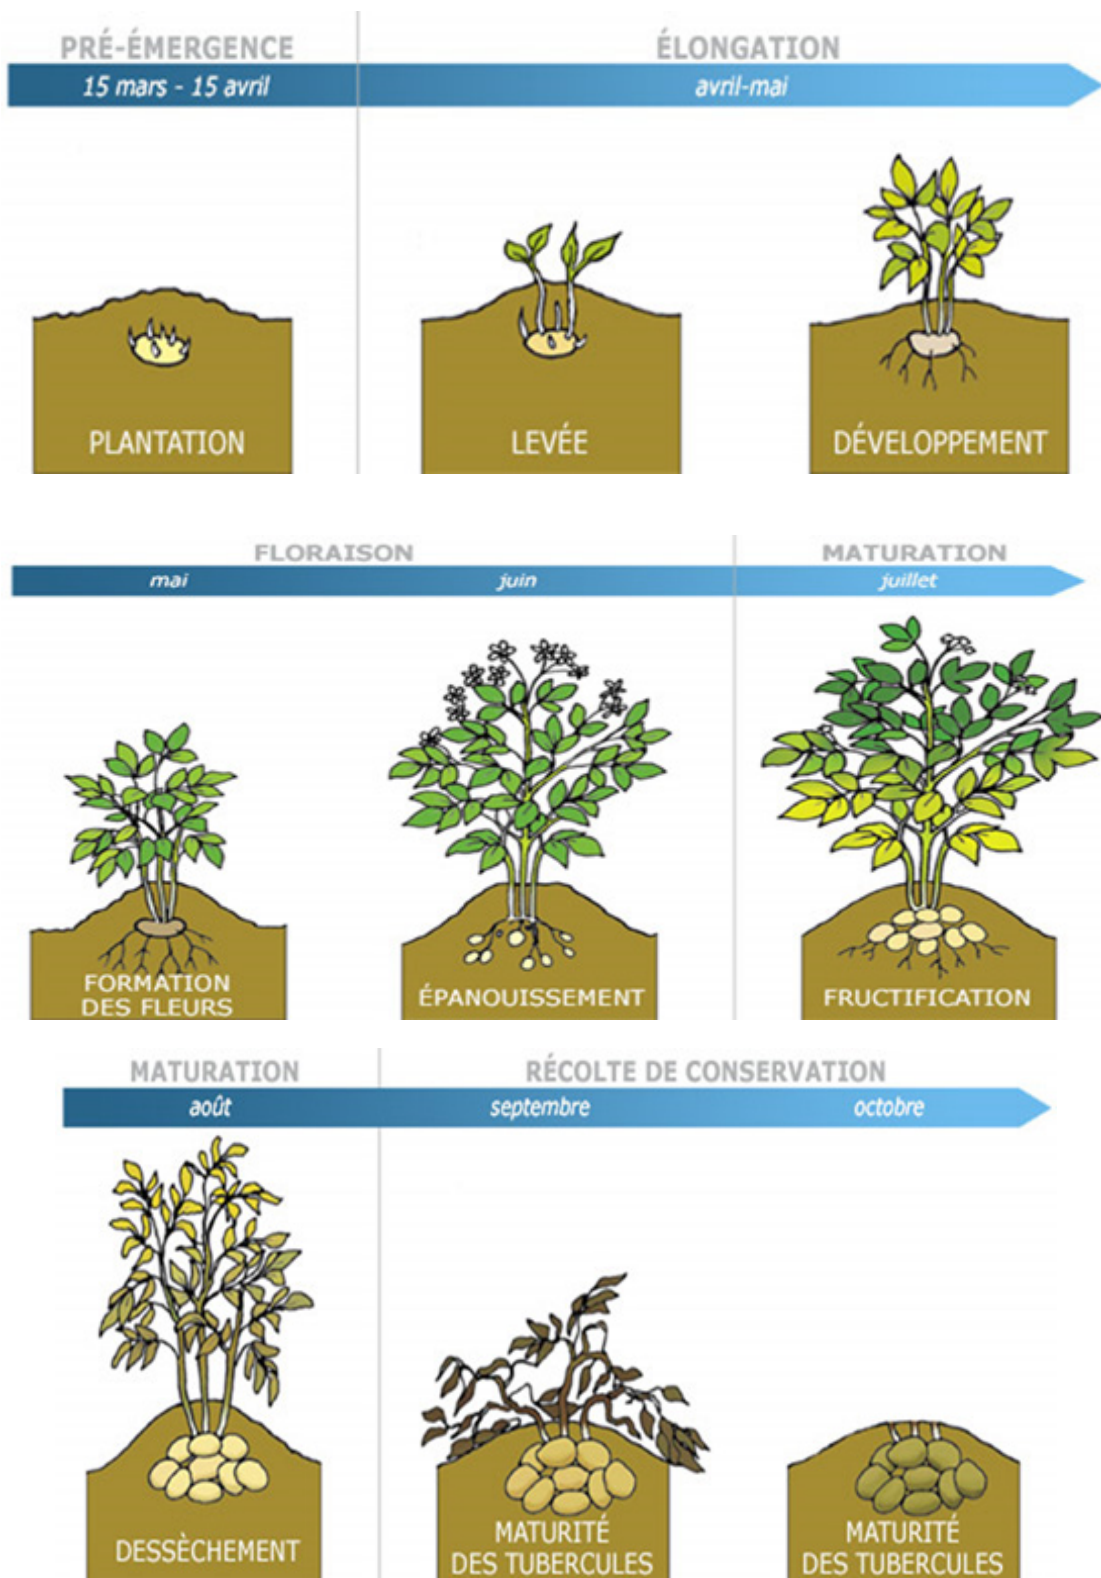 PRÉ-ÉMERGENCE
ÉLONGATION
15 mars - 15 avril
avril-mai
PLANTATION
LEVÉE
DÉVELOPPEMENT
FLORAISON
MATURATION
mai
juin
juillet
FORMATION
DES FLEURS
ÉPANOUISSEMENT
FRUCTIFICATION
MATURATION
RÉCOLTE DE CONSERVATION
août
septembre
octobre
DESSÈCHEMENT
MATURITÉ
DES TUBERCULES
MATURITÉ
DES TUBERCULES